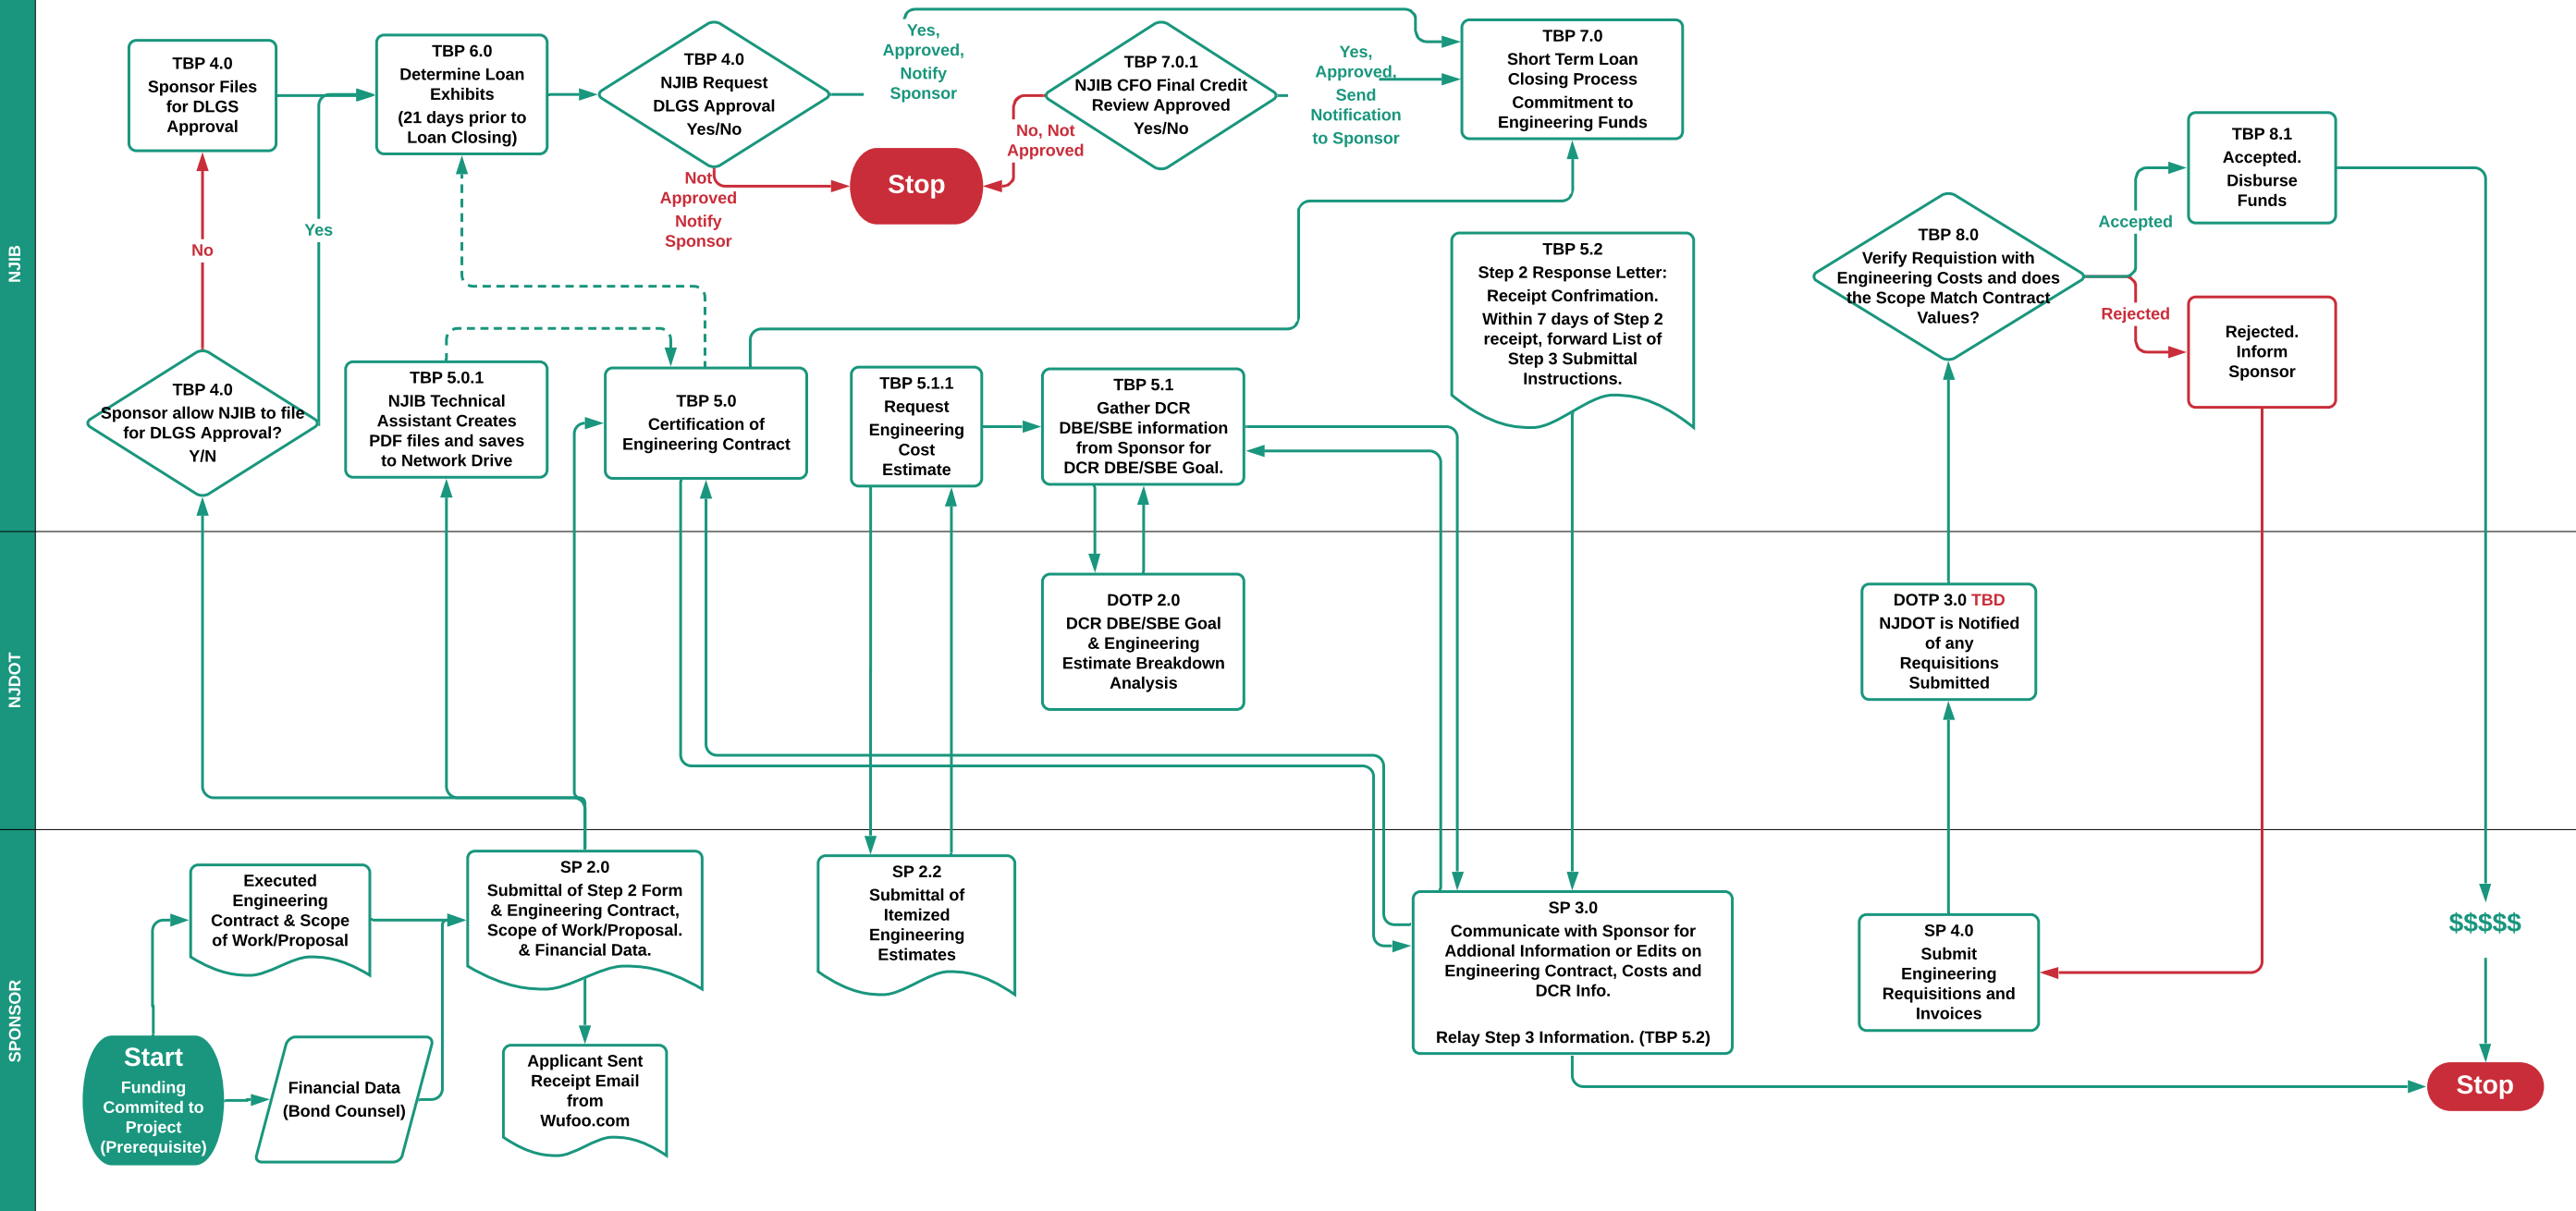 NJIB
TBP 4.0
Sponsor Files
for DLGS
Approval
TBP 6.0
Determine Loan
Exhibits
(21 days prior to
Loan Closing)
TBP 4.0
NJIB Request
DLGS Approval
Yes/No
Yes,
Approved,
Notify
Sponsor
Not
Approved
Notify
Sponsor
Stop
TBP 7.0.1
NJIB CFO Final Credit
Review Approved
Yes/No
No, Not
Approved
Yes,
Approved,
Send
Notification
to Sponsor
TBP 7.0
Short Term Loan
Closing Process
Commitment to
Engineering Funds
No
Yes
TBP 4.0
Sponsor allow NJIB to file
for DLGS Approval?
Y/N
TBP 5.0.1
NJIB Technical
Assistant Creates
PDF files and saves
to Network Drive
TBP 5.0
Certification of
Engineering Contract
TBP 5.1.1
Request
Engineering
Cost
Estimate
TBP 5.1
Gather DCR
DBE/SBE information
from Sponsor for
DCR DBE/SBE Goal.
TBP 5.2
Step 2 Response Letter:
Receipt Confrimation.
Within 7 days of Step 2
receipt, forward List of
Step 3 Submittal
Instructions.
TBP 8.0
Verify Requistion with
Engineering Costs and does
the Scope Match Contract
Values?
Accepted
Rejected
TBP 8.1
Accepted.
Disburse
Funds
Rejected.
Inform
Sponsor
NJDOT
DOTP 2.0
DCR DBE/SBE Goal
& Engineering
Estimate Breakdown
Analysis
DOTP 3.0 TBD
NJDOT is Notified
of any
Requisitions
Submitted
SPONSOR
Executed
Engineering
Contract & Scope
of Work/Proposal
Start
Funding
Commited to
Project
(Prerequisite)
Financial Data
(Bond Counsel)
SP 2.0
Submittal of Step 2 Form
& Engineering Contract,
Scope of Work/Proposal.
& Financial Data.
Applicant Sent
Receipt Email
from
Wufoo.com
SP 2.2
Submittal of
Itemized
Engineering
Estimates
SP 3.0
Communicate with Sponsor for
Addional Information or Edits on
Engineering Contract, Costs and
DCR Info.
Relay Step 3 Information. (TBP 5.2)
SP 4.0
Submit
Engineering
Requisitions and
Invoices
$$$$$
Stop